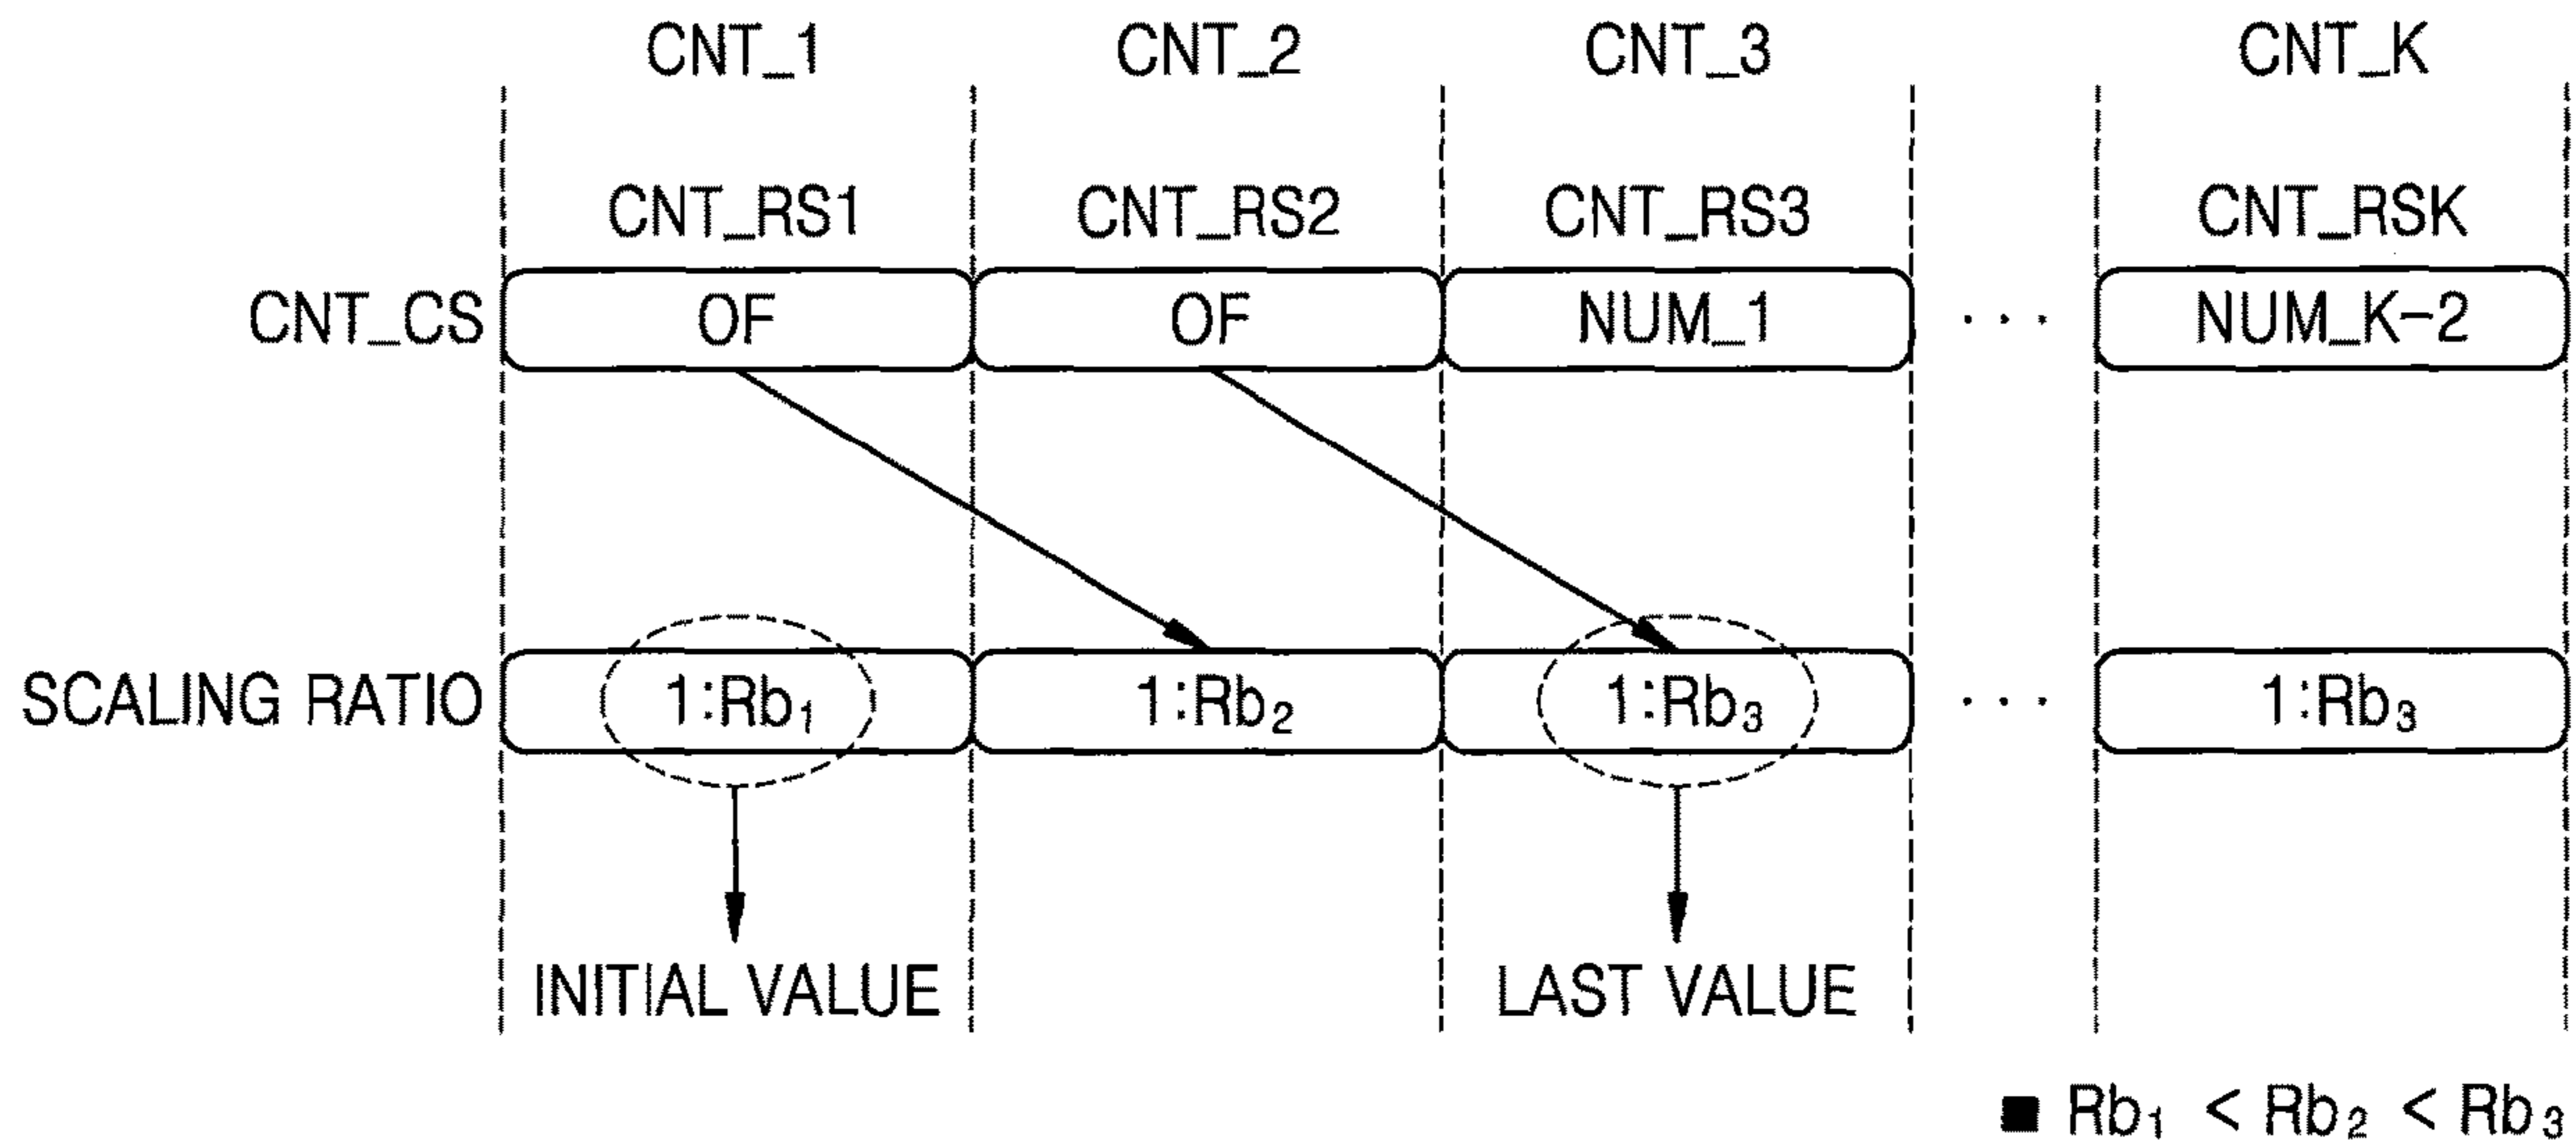 CNT_1 CNT_2 CNT_3 CNT_K
CNT_RS1 CNT_RS2 CNT_RS3 CNT_RSK
CNT_CS OF OF NUM_1 · · · NUM_K-2
SCALING RATIO 1:Rb₁ 1:Rb₂ 1:Rb₃ · · · 1:Rb₃
INITIAL VALUE LAST VALUE
■ Rb₁ < Rb₂ < Rb₃